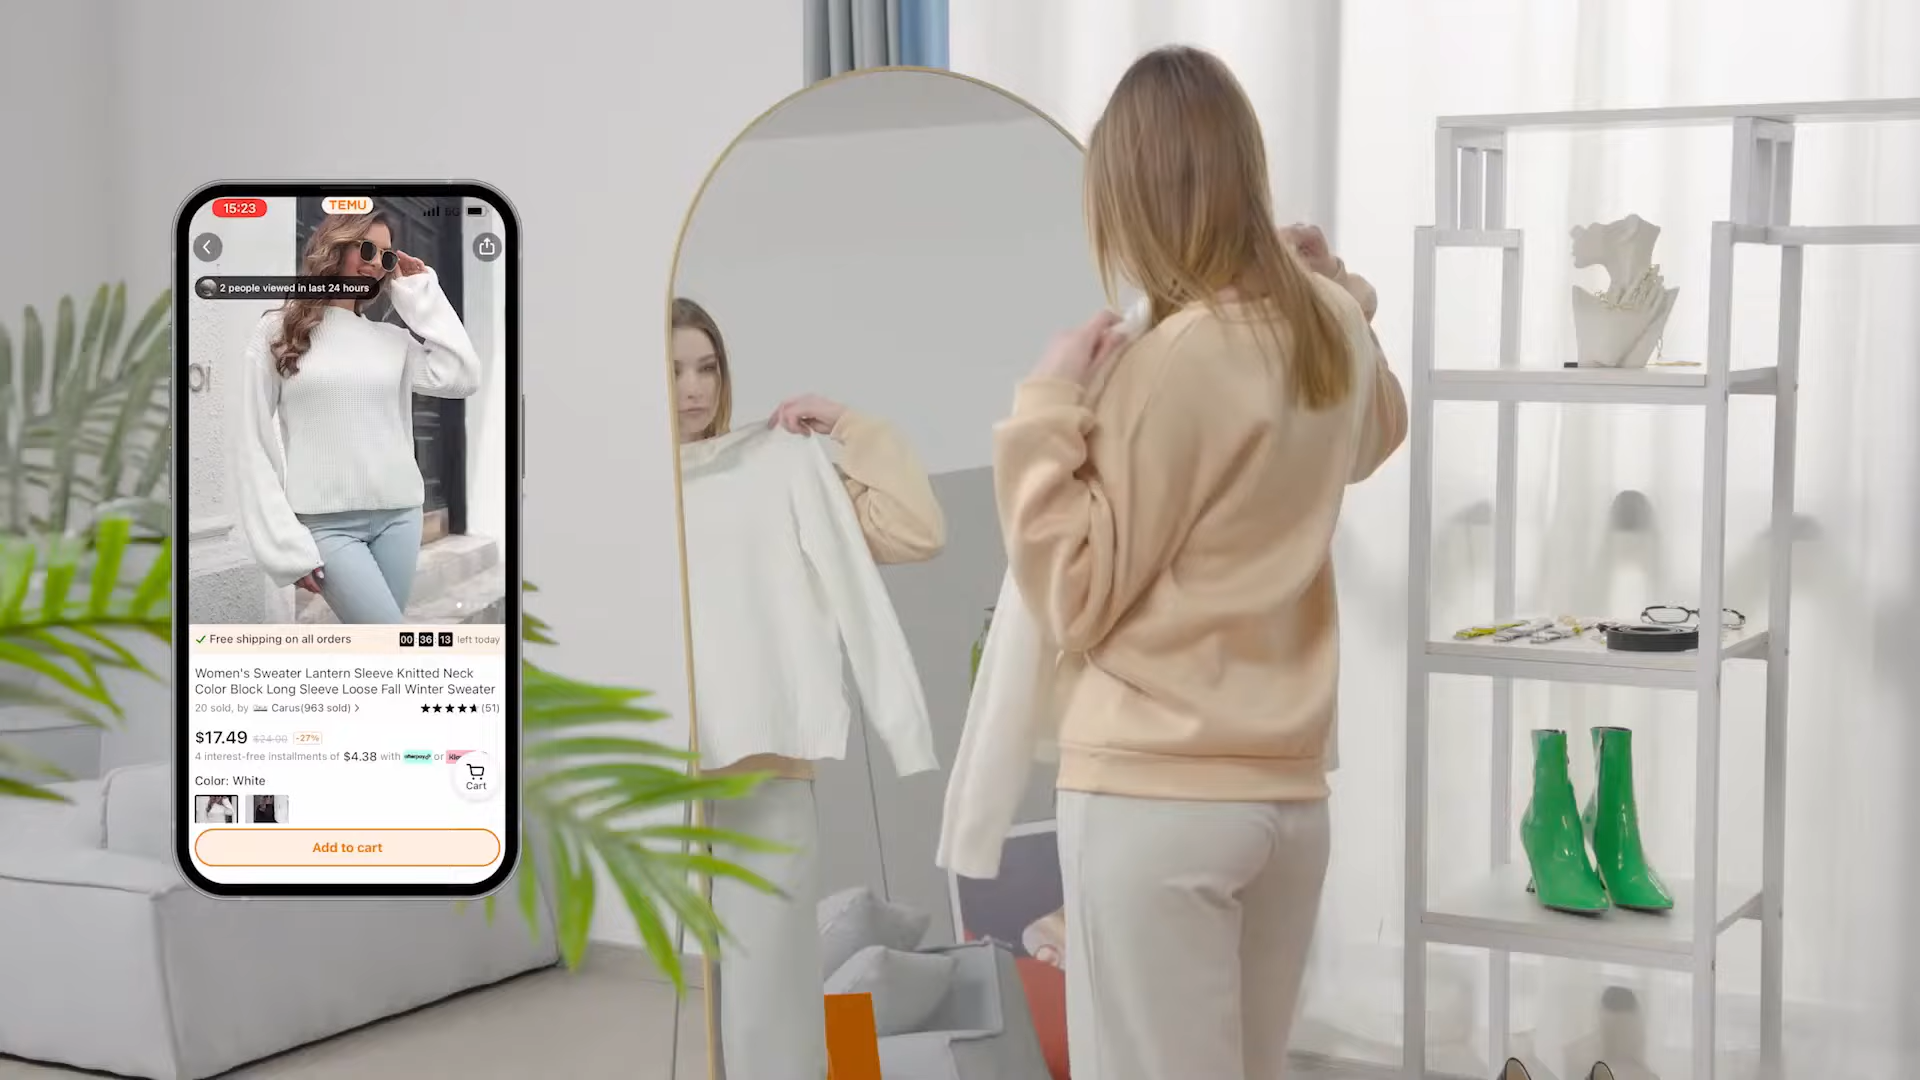 15:23
TEMU
5G
2 people viewed in last 24 hours
Free shipping on all orders
00 36 13 left today
Women's Sweater Lantern Sleeve Knitted Neck
Color Block Long Sleeve Loose Fall Winter Sweater
20 sold, by Carus(963 sold)
(51)
$17.49 $24.00 -27%
4 interest-free installments of $4.38 with afterpay or
Color: White
Cart
Add to cart